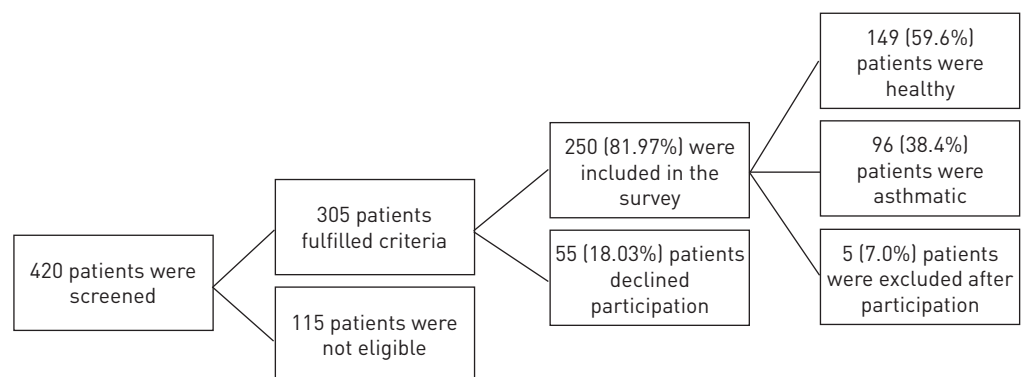 420 patients were
screened
305 patients
fulfilled criteria
115 patients were
not eligible
250 (81.97%) were
included in the
survey
55 (18.03%) patients
declined
participation
149 (59.6%)
patients were
healthy
96 (38.4%)
patients were
asthmatic
5 (7.0%) patients
were excluded after
participation